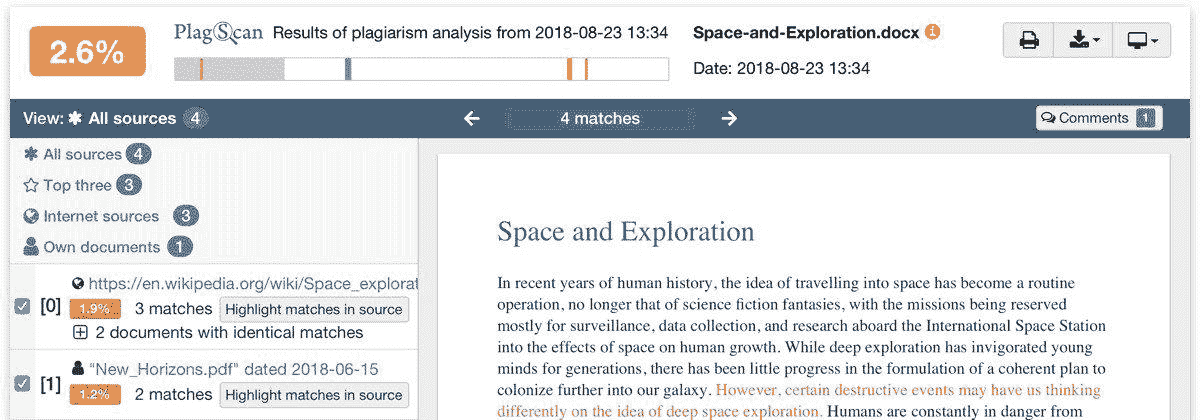 2.6%
PlagScan Results of plagiarism analysis from 2018-08-23 13:34
Space-and-Exploration.docx
Date: 2018-08-23 13:34
View: All sources 4
4 matches
Comments 1
All sources 4
Top three 3
Internet sources 3
Own documents 1
[0]
https://en.wikipedia.org/wiki/Space_explorat
1.9% 3 matches Highlight matches in source
2 documents with identical matches
[1]
"New_Horizons.pdf" dated 2018-06-15
1.2% 2 matches Highlight matches in source
Space and Exploration
In recent years of human history, the idea of travelling into space has become a routine
operation, no longer that of science fiction fantasies, with the missions being reserved
mostly for surveillance, data collection, and research aboard the International Space Station
into the effects of space on human growth. While deep exploration has invigorated young
minds for generations, there has been little progress in the formulation of a coherent plan to
colonize further into our galaxy. However, certain destructive events may have us thinking
differently on the idea of deep space exploration. Humans are constantly in danger from